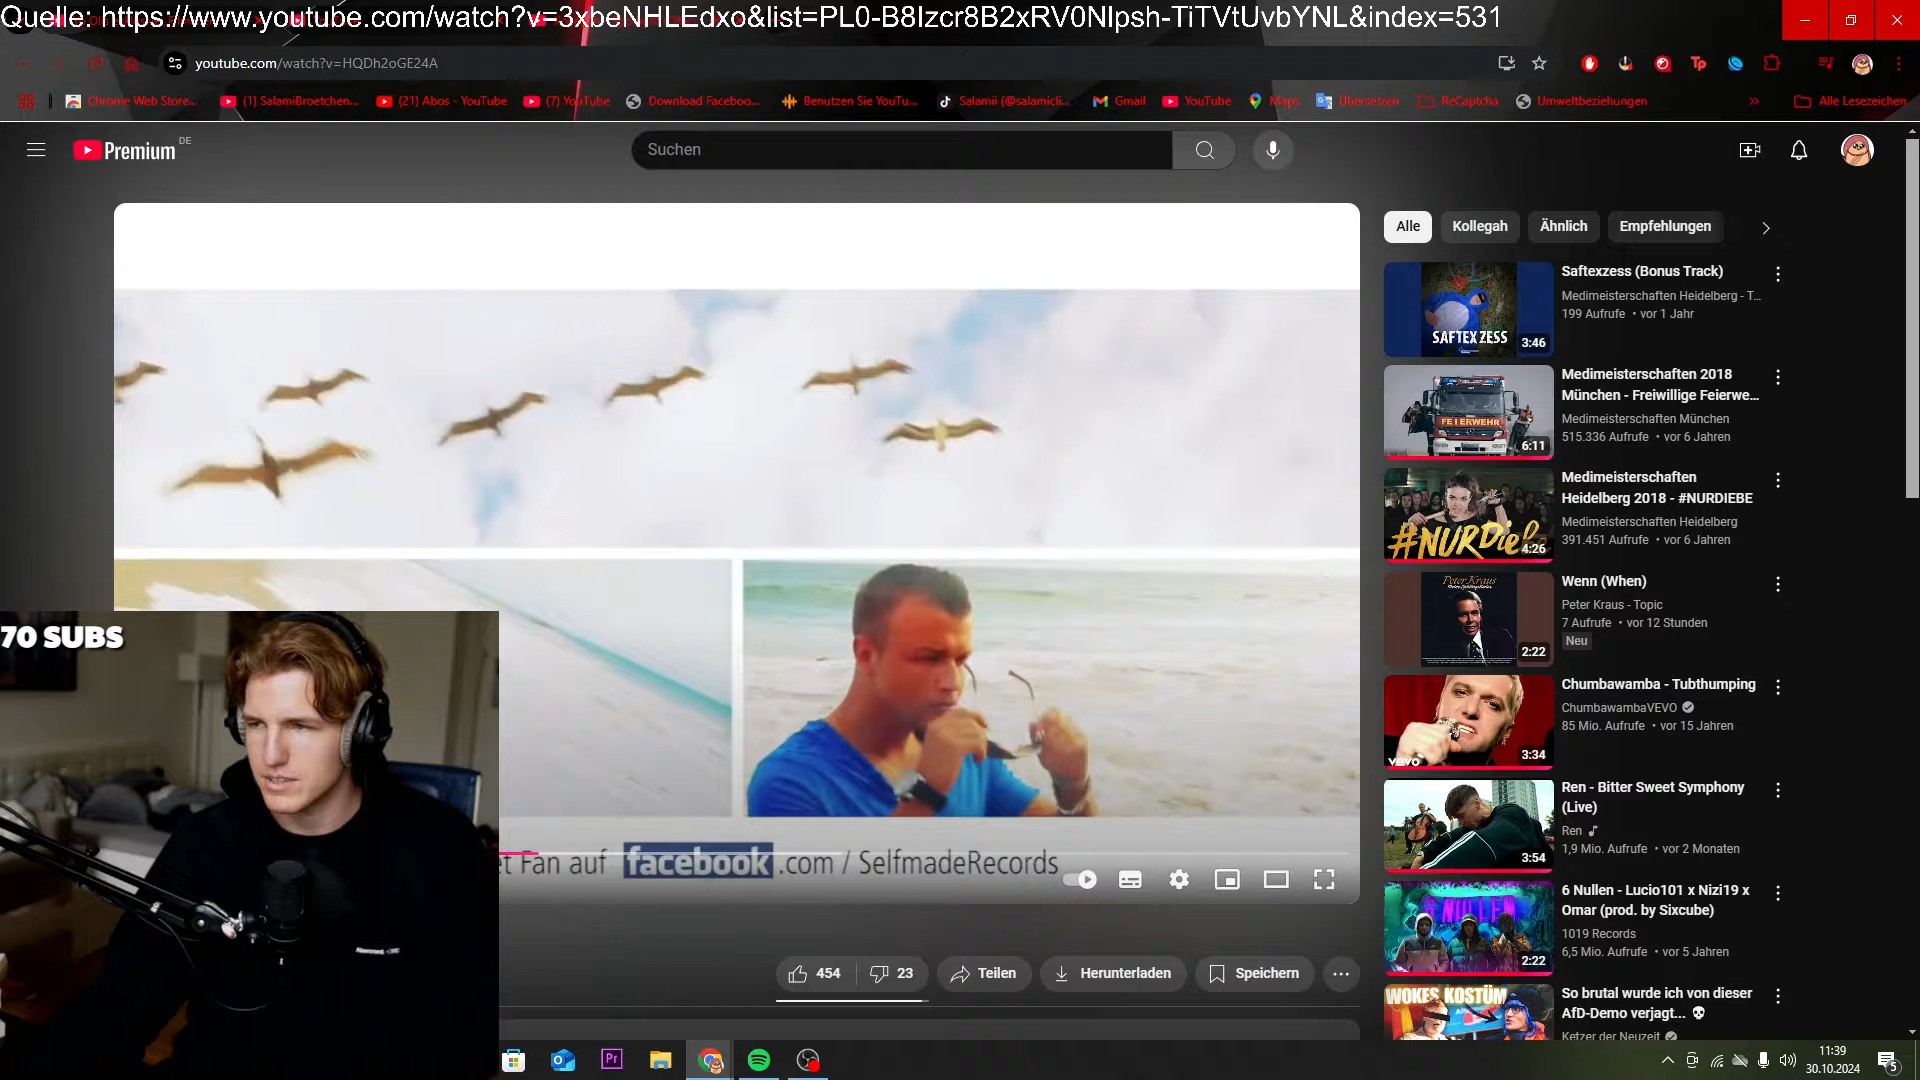 Quelle: https://www.youtube.com/watch?v=3xbeNHLEdxo&list=PL0-B8Izcr8B2xRV0NIpsh-TiTVtUvbYNL&index=531
youtube.com/watch?v=HQDh2oGE24A
Chrome Web Store...
(1) SalamiBroetchen...
(21) Abos - YouTube
(7) YouTube
Download Faceboo...
Benutzen Sie YouTu...
Salamii (@salamicli...
Gmail
YouTube
Maps
Übersetzen
ReCaptcha
Umweltbeziehungen
Alle Lesezeichen
Premium DE
Suchen
Alle
Kollegah
Ähnlich
Empfehlungen
Saftexzess (Bonus Track)
Medimeisterschaften Heidelberg - T...
199 Aufrufe • vor 1 Jahr
SAFTEXZESS
3:46
Medimeisterschaften 2018
München - Freiwillige Feierwe...
Medimeisterschaften München
515.336 Aufrufe • vor 6 Jahren
FEIERWEHR
6:11
Medimeisterschaften
Heidelberg 2018 - #NURDIEBE
Medimeisterschaften Heidelberg
391.451 Aufrufe • vor 6 Jahren
#NURDieb
4:26
Wenn (When)
Peter Kraus - Topic
7 Aufrufe • vor 12 Stunden
Neu
Peter Kraus
2:22
Chumbawamba - Tubthumping
ChumbawambaVEVO
85 Mio. Aufrufe • vor 15 Jahren
vevo
3:34
Ren - Bitter Sweet Symphony
(Live)
Ren
1,9 Mio. Aufrufe • vor 2 Monaten
3:54
6 Nullen - Lucio101 x Nizi19 x
Omar (prod. by Sixcube)
1019 Records
6,5 Mio. Aufrufe • vor 5 Jahren
2:22
So brutal wurde ich von dieser
AfD-Demo verjagt... 💀
Ketzer der Neuzeit
WOKES KOSTÜM
70 SUBS
et Fan auf facebook.com / SelfmadeRecords
454
23
Teilen
Herunterladen
Speichern
11:39
30.10.2024
5